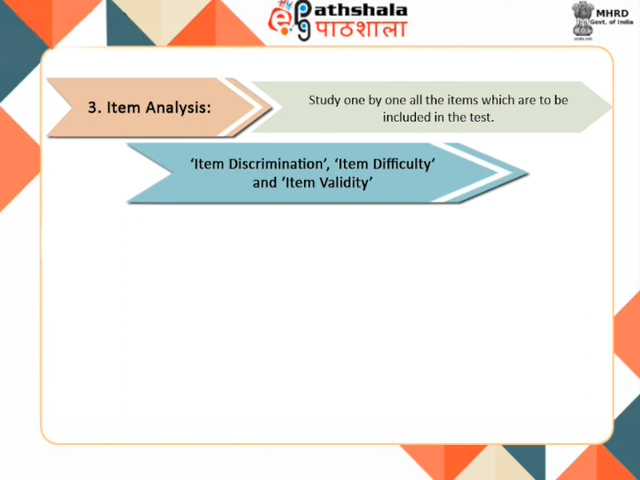 ePathshala
पाठशाला
MHRD
Govt. of India
3. Item Analysis:
Study one by one all the items which are to be
included in the test.
‘Item Discrimination’, ‘Item Difficulty’
and ‘Item Validity’